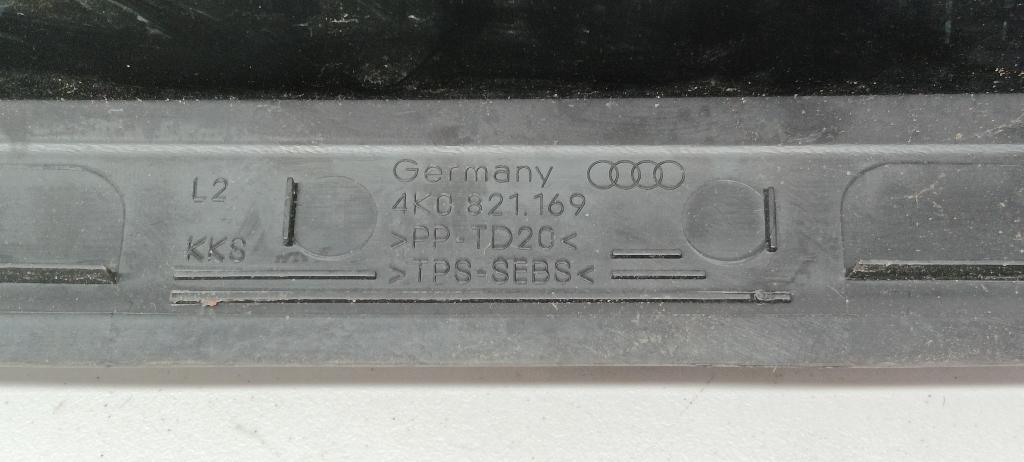 L2
KKS
Germany
4K0 821.169
>PP-TD20<
>TPS-SEBS<